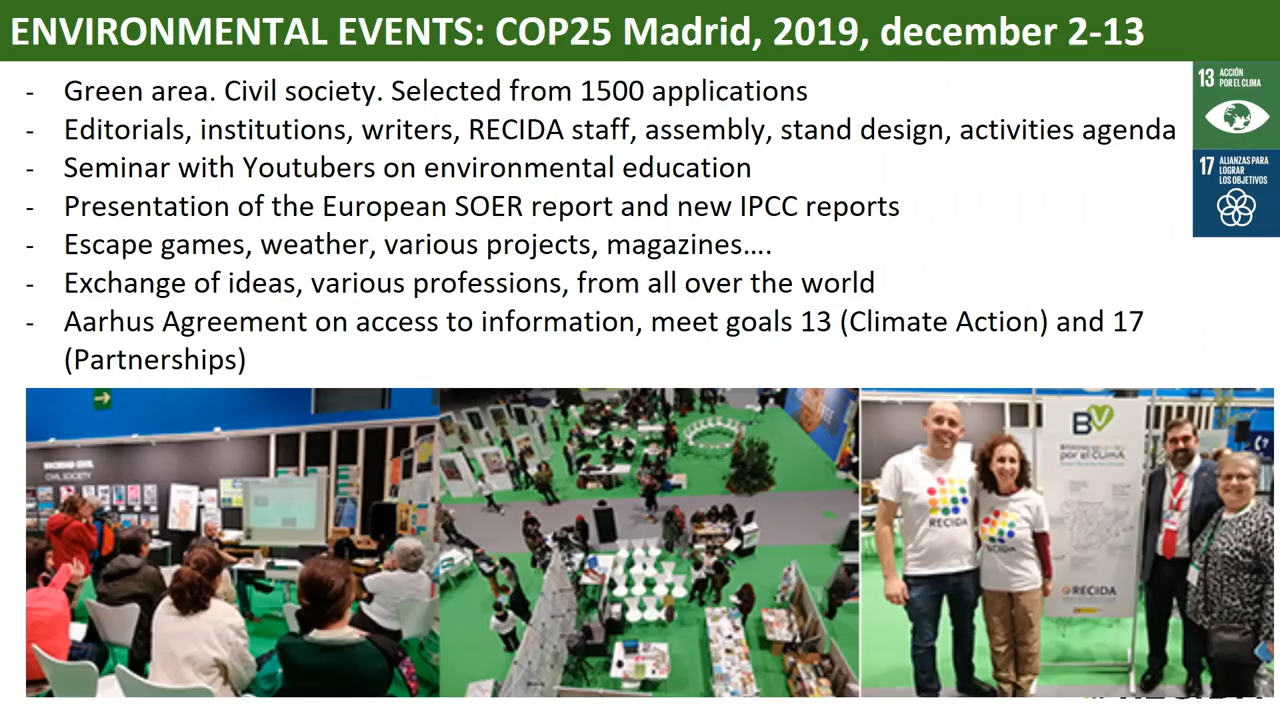 ENVIRONMENTAL EVENTS: COP25 Madrid, 2019, december 2-13
- Green area. Civil society. Selected from 1500 applications
- Editorials, institutions, writers, RECIDA staff, assembly, stand design, activities agenda
- Seminar with Youtubers on environmental education
- Presentation of the European SOER report and new IPCC reports
- Escape games, weather, various projects, magazines….
- Exchange of ideas, various professions, from all over the world
- Aarhus Agreement on access to information, meet goals 13 (Climate Action) and 17
(Partnerships)
13 ACCIÓN
POR EL CLIMA
17 ALIANZAS PARA
LOGRAR
LOS OBJETIVOS
SOCIEDAD CIVIL
CIVIL SOCIETY
RECIDA
BV
por el CLIMA
RECIDA